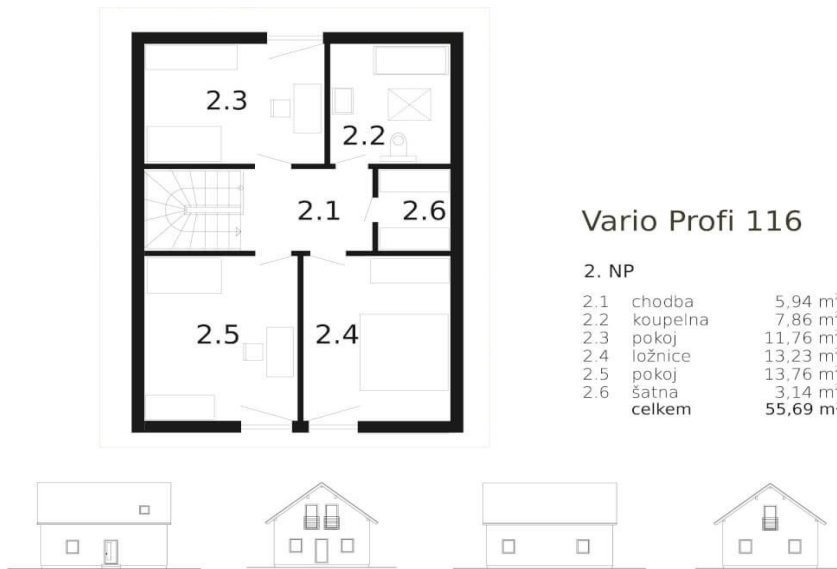 2.3
2.2
2.1
2.6
2.5
2.4
Vario Profi 116
2. NP
2.1 chodba 5,94 m²
2.2 koupelna 7,86 m²
2.3 pokoj 11,76 m²
2.4 ložnice 13,23 m²
2.5 pokoj 13,76 m²
2.6 šatna 3,14 m²
celkem 55,69 m²